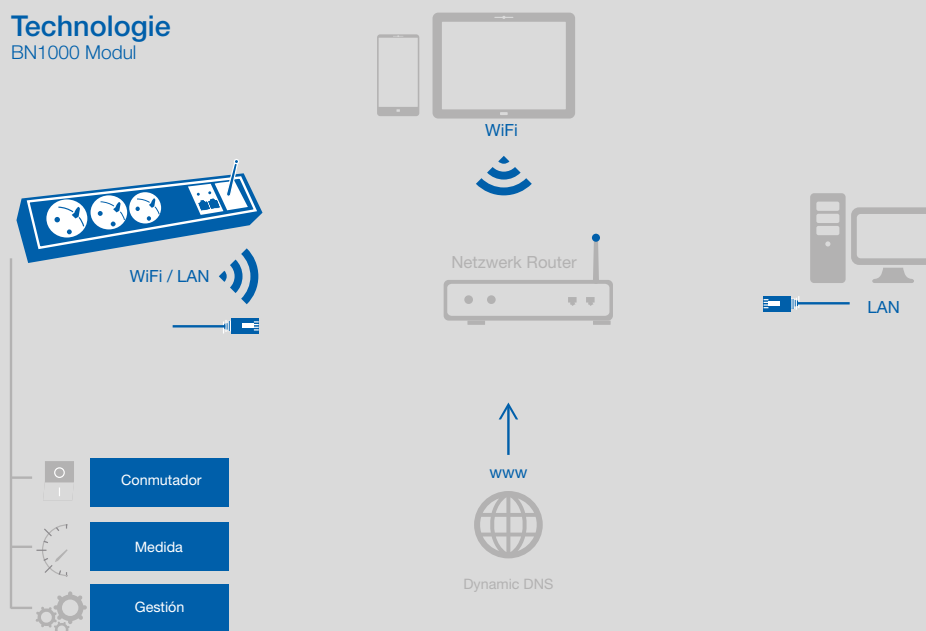 Technologie
BN1000 Modul
WiFi
WiFi / LAN
Netzwerk Router
LAN
www
Dynamic DNS
Conmutador
Medida
Gestión